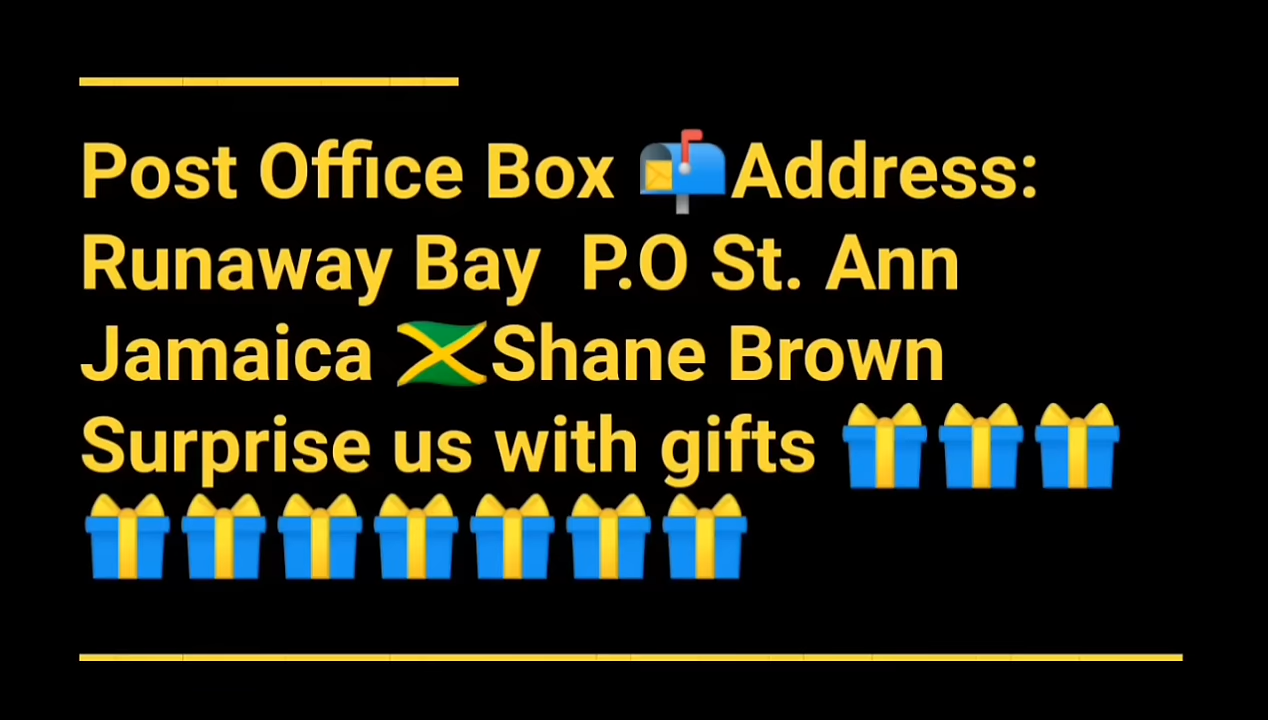 Post Office Box 📫Address:
Runaway Bay  P.O St. Ann
Jamaica 🇯🇲Shane Brown
Surprise us with gifts 🎁🎁🎁
🎁🎁🎁🎁🎁🎁🎁